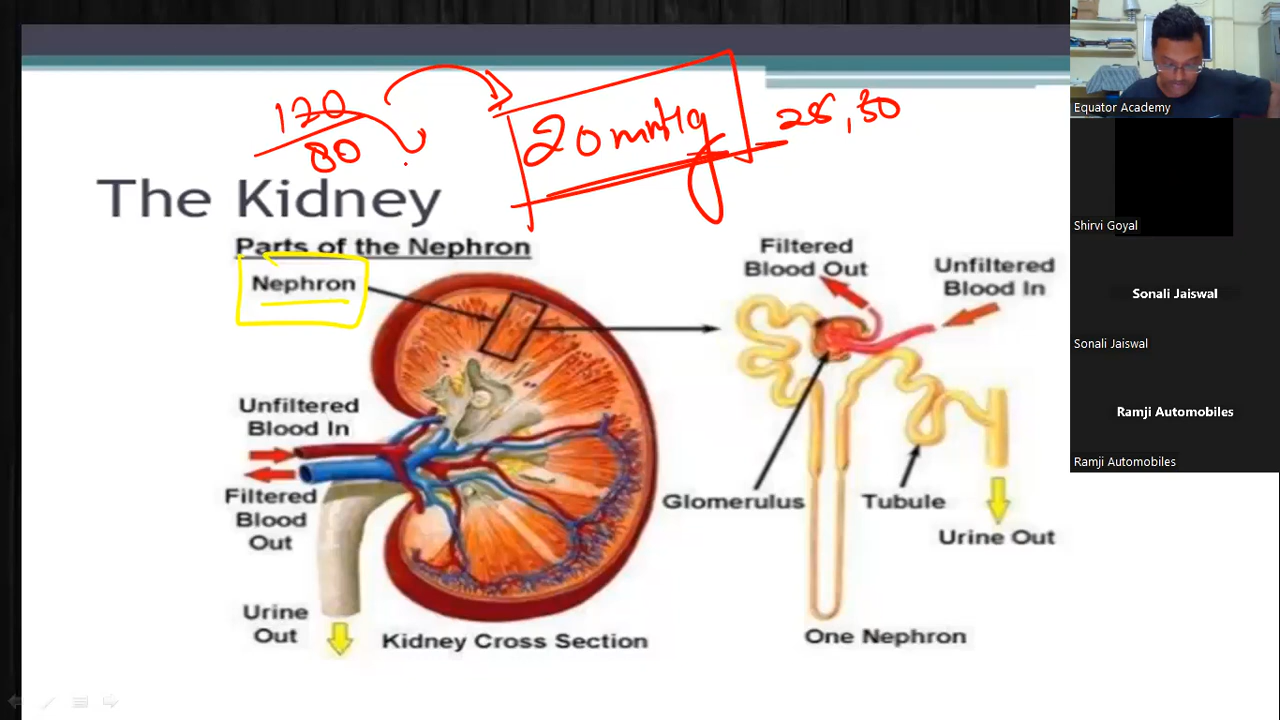 120
80
20mmHg
28, 30
The Kidney
Parts of the Nephron
Nephron
Unfiltered
Blood In
Filtered
Blood
Out
Urine
Out
Kidney Cross Section
Filtered
Blood Out
Unfiltered
Blood In
Glomerulus
Tubule
Urine Out
One Nephron
Equator Academy
Shirvi Goyal
Sonali Jaiswal
Sonali Jaiswal
Ramji Automobiles
Ramji Automobiles